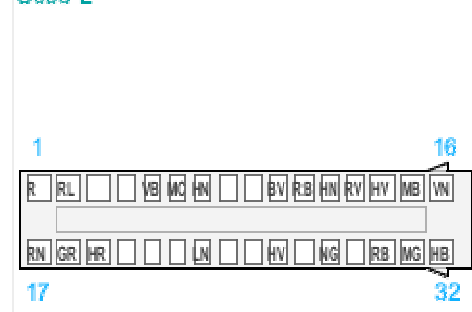 1 16
R RL VB MC HN BV R:B HN RV HV MB VN
RN GR HR LN HV NG RB MG HB
17 32